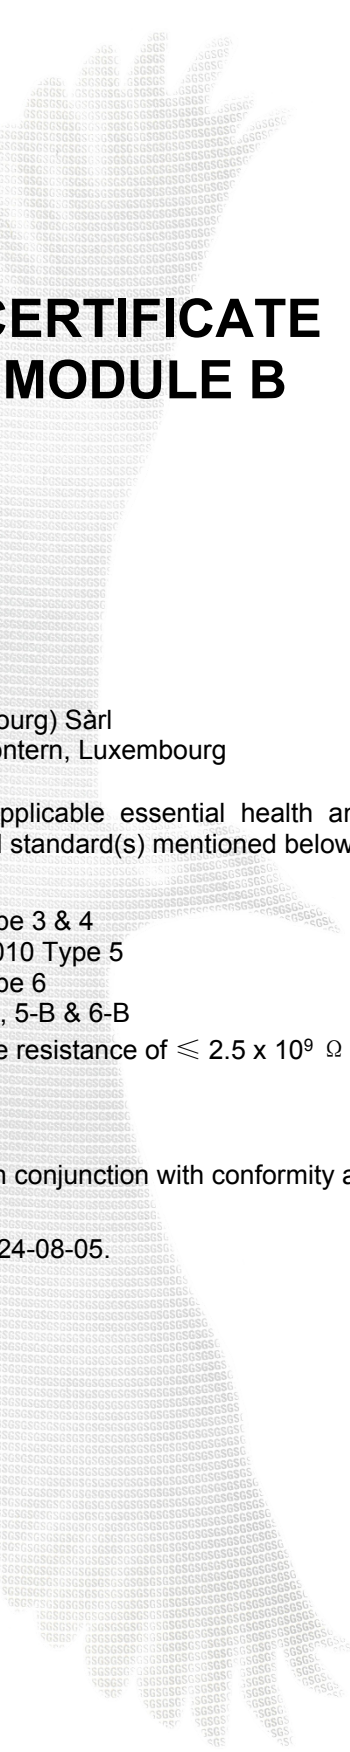 CERTIFICATE
MODULE B
ourg) Sàrl
ontern, Luxembourg
pplicable essential health an
standard(s) mentioned below
pe 3 & 4
010 Type 5
pe 6
, 5-B & 6-B
e resistance of ≤ 2.5 x 10⁹ Ω
n conjunction with conformity a
24-08-05.